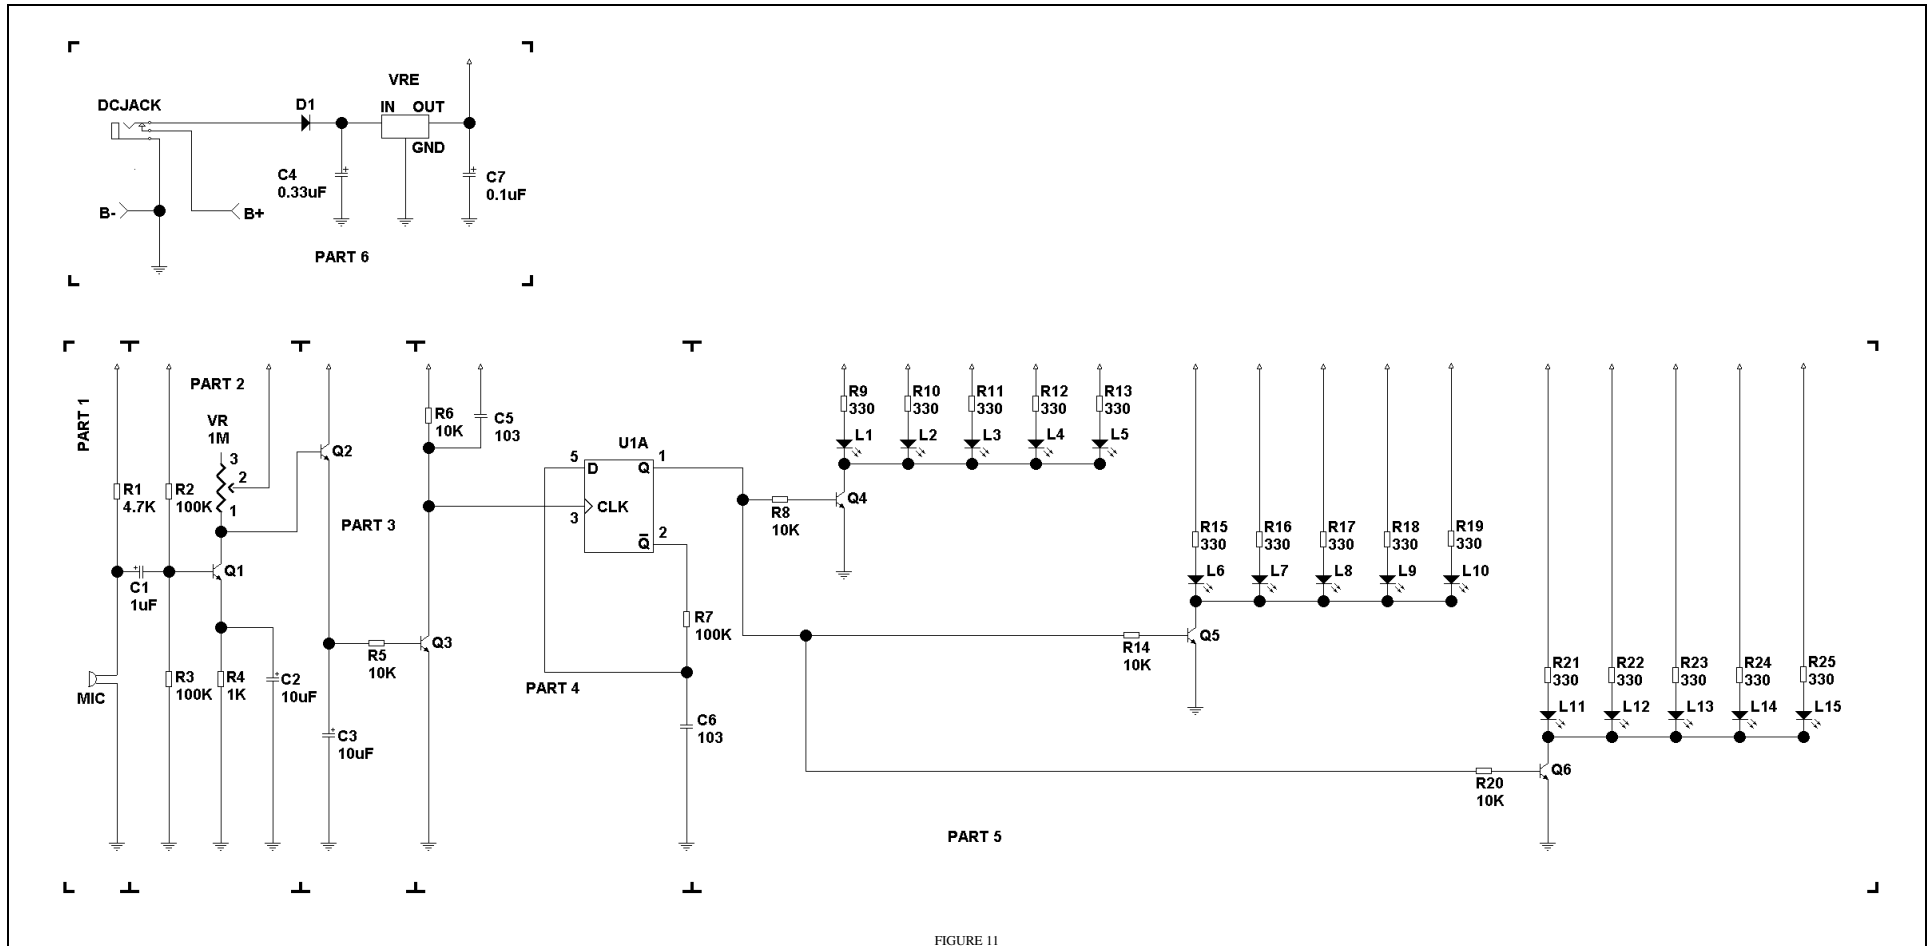 VRE
DCJACK
D1
IN OUT
GND
C4
0.33uF
C7
0.1uF
B-
B+
PART 6
PART 1
PART 2
VR
1M
3
2
1
R1
4.7K
R2
100K
C1
1uF
Q1
MIC
R3
100K
R4
1K
C2
10uF
Q2
PART 3
C3
10uF
R5
10K
Q3
R6
10K
C5
103
U1A
5
D
Q
1
CLK
3
Q̅
2
R7
100K
PART 4
C6
103
R8
10K
Q4
R9
330
R10
330
R11
330
R12
330
R13
330
L1
L2
L3
L4
L5
R14
10K
Q5
R15
330
R16
330
R17
330
R18
330
R19
330
L6
L7
L8
L9
L10
R20
10K
Q6
R21
330
R22
330
R23
330
R24
330
R25
330
L11
L12
L13
L14
L15
PART 5
FIGURE 11